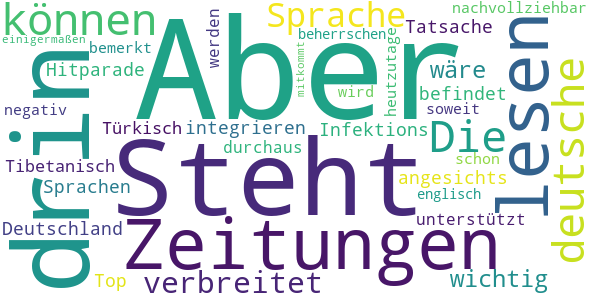 können
Sprache
nachvollziehbar
einigermaßen
bemerkt
werden
Aber
beherrschen
Tatsache
Hitparade
mitkommt
heutzutage
wäre
lesen
drin
negativ
wird
befindet
deutsche
Türkisch
integrieren
Infektions
soweit
Die
Steht
durchaus
schon
Tibetanisch
angesichts
Sprachen
englisch
Deutschland
Zeitungen
unterstützt
Top
verbreitet
wichtig